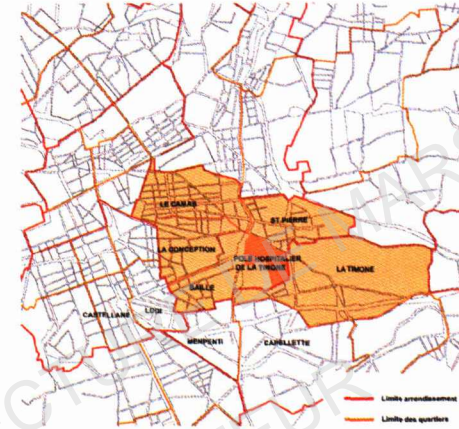 LE CAMAS
ST.PIERRE
LA CONCEPTION
POLE HOSPITALIER
DE LA TIMONE
LA TIMONE
BAILLE
LODI
CASTELLANE
MENPENTI
CAPELETTE
Limite arrondissement
Limite des quartiers